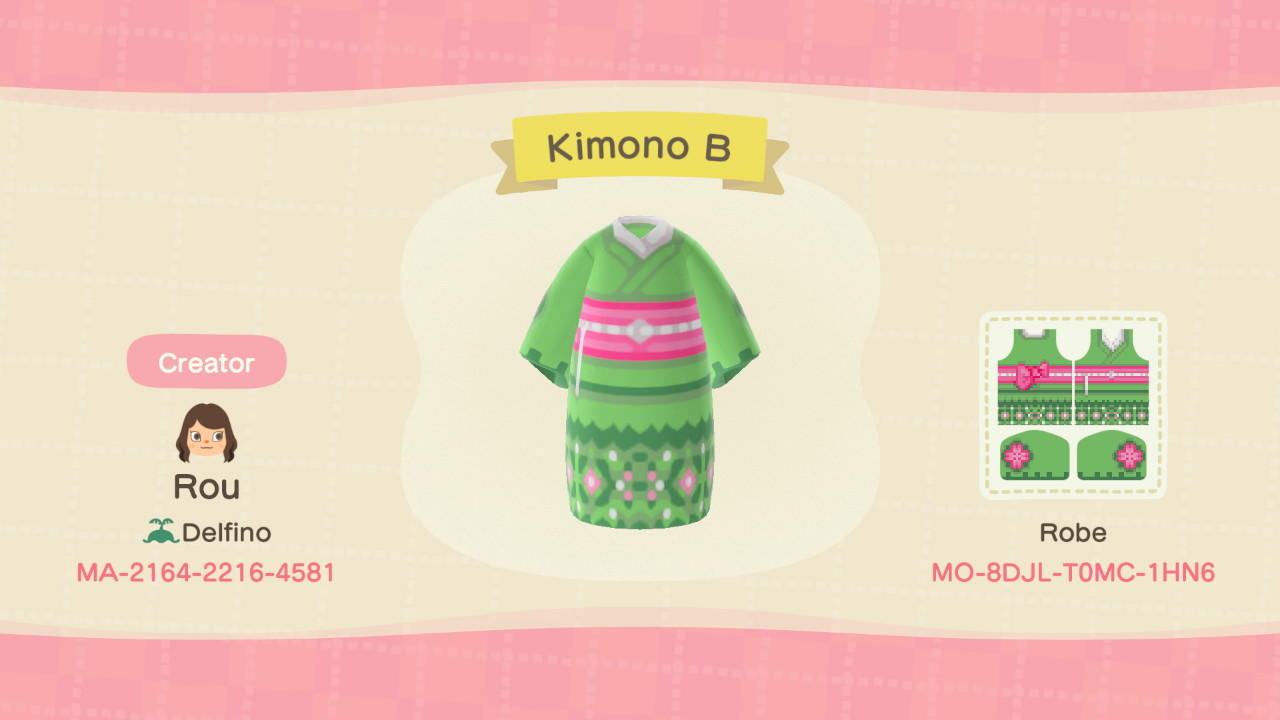 Kimono B
Creator
Rou
Delfino
MA-2164-2216-4581
Robe
MO-8DJL-T0MC-1HN6